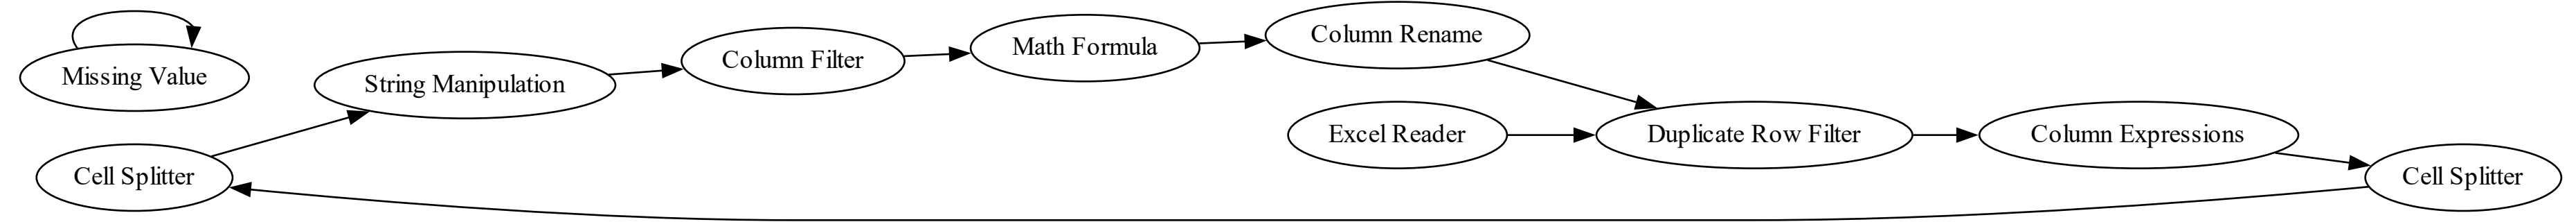 Missing Value
Cell Splitter
String Manipulation
Column Filter
Math Formula
Column Rename
Excel Reader
Duplicate Row Filter
Column Expressions
Cell Splitter